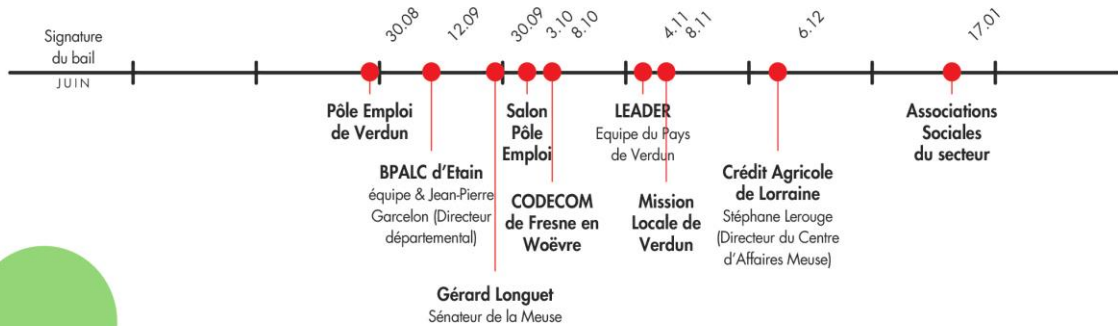 Signature
du bail
JUIN
30.08
12.09
30.09
3.10
8.10
4.11
8.11
6.12
17.01
Pôle Emploi
de Verdun
BPALC d'Etain
équipe & Jean-Pierre
Garcelon (Directeur
départemental)
Gérard Longuet
Sénateur de la Meuse
Salon
Pôle
Emploi
CODECOM
de Fresne en
Woëvre
LEADER
Equipe du Pays
de Verdun
Mission
Locale de
Verdun
Crédit Agricole
de Lorraine
Stéphane Lerouge
(Directeur du Centre
d'Affaires Meuse)
Associations
Sociales
du secteur